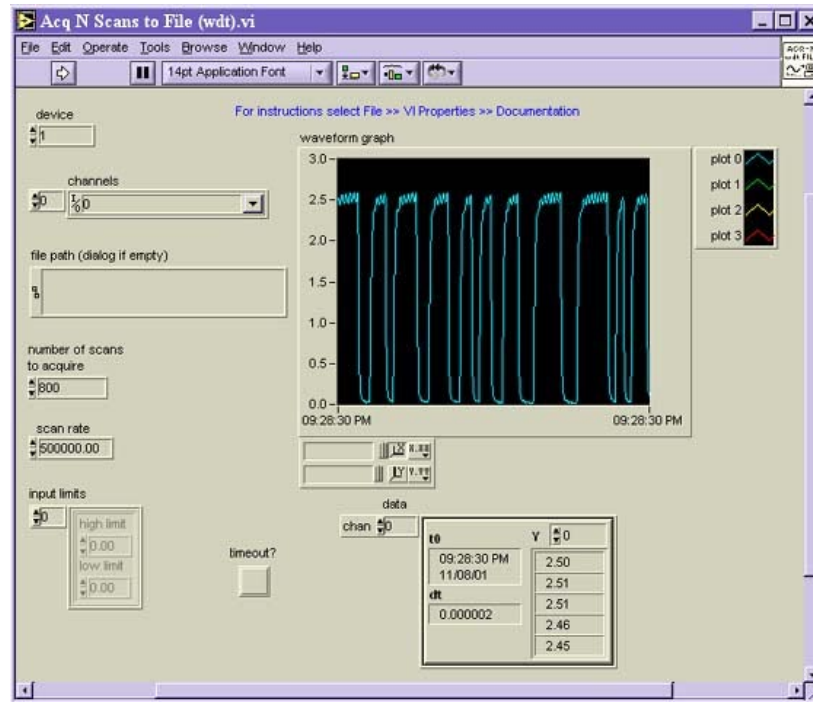 Acq N Scans to File (wdt).vi
File Edit Operate Tools Browse Window Help
14pt Application Font
For instructions select File >> VI Properties >> Documentation
device
1
channels
0
0
file path (dialog if empty)
number of scans
to acquire
800
scan rate
500000.00
input limits
0
high limit
0.00
low limit
0.00
timeout?
waveform graph
3.0
2.5
2.0
1.5
1.0
0.5
0.0
09:28:30 PM 09:28:30 PM
plot 0
plot 1
plot 2
plot 3
X
Y
data
chan 0
t0
09:28:30 PM
11/08/01
dt
0.000002
Y 0
2.50
2.51
2.51
2.46
2.45